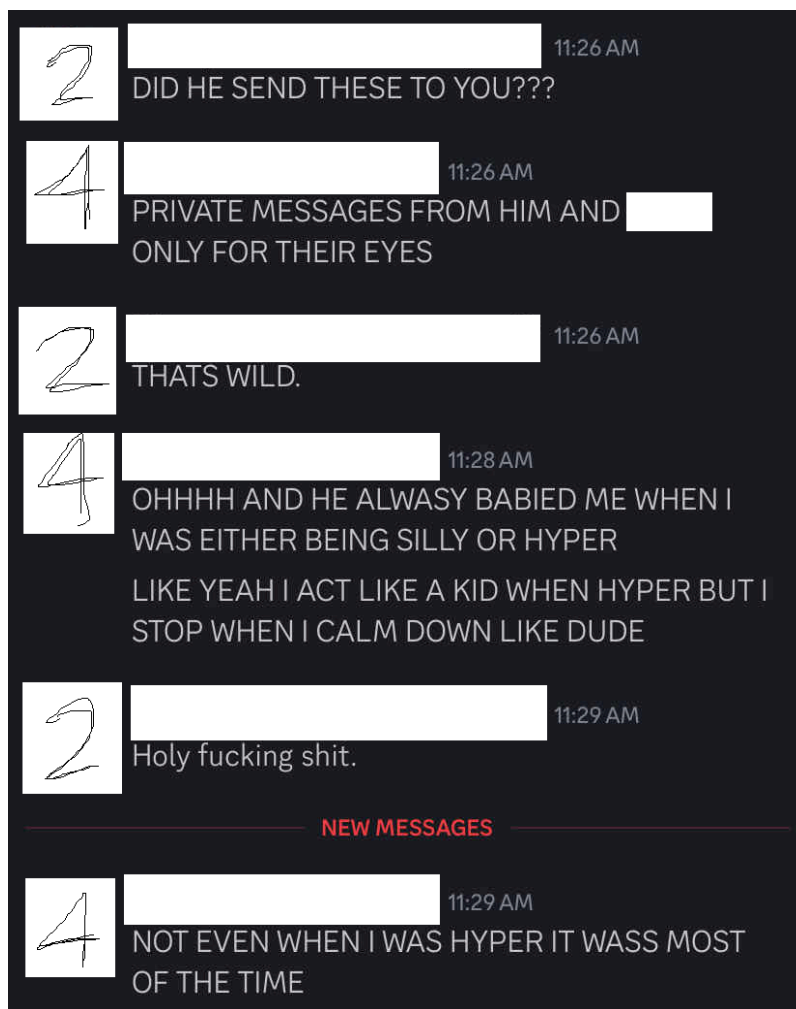 2 11:26 AM
DID HE SEND THESE TO YOU???
4 11:26 AM
PRIVATE MESSAGES FROM HIM AND
ONLY FOR THEIR EYES
2 11:26 AM
THATS WILD.
4 11:28 AM
OHHHH AND HE ALWASY BABIED ME WHEN I
WAS EITHER BEING SILLY OR HYPER
LIKE YEAH I ACT LIKE A KID WHEN HYPER BUT I
STOP WHEN I CALM DOWN LIKE DUDE
2 11:29 AM
Holy fucking shit.
NEW MESSAGES
4 11:29 AM
NOT EVEN WHEN I WAS HYPER IT WASS MOST
OF THE TIME